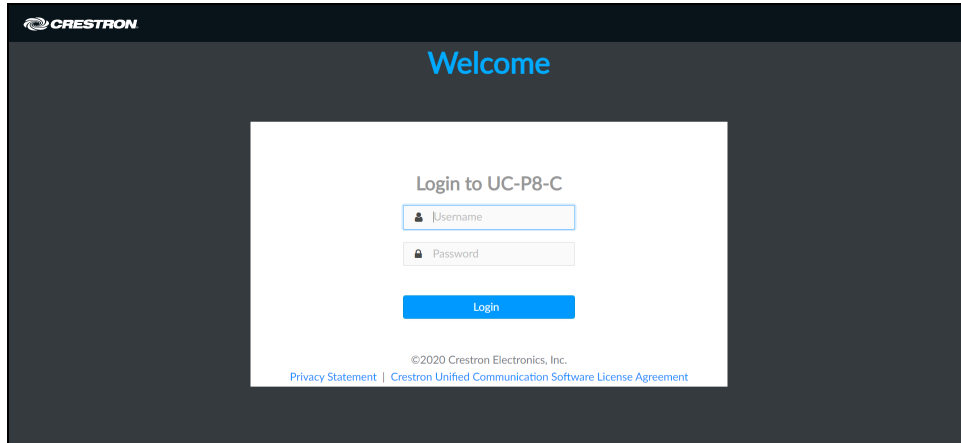 CRESTRON
Welcome
Login to UC-P8-C
Username
Password
Login
©2020 Crestron Electronics, Inc.
Privacy Statement | Crestron Unified Communication Software License Agreement